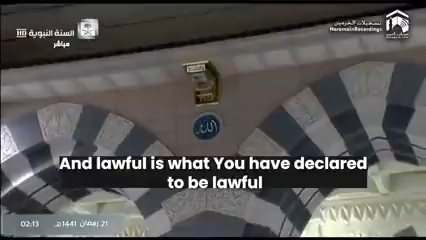 السنة النبوية HD
مباشر
تسجيلات الحرمين
HaramainRecordings
الله
And lawful is what You have declared
to be lawful
02:13
21 رمضان 1441هـ